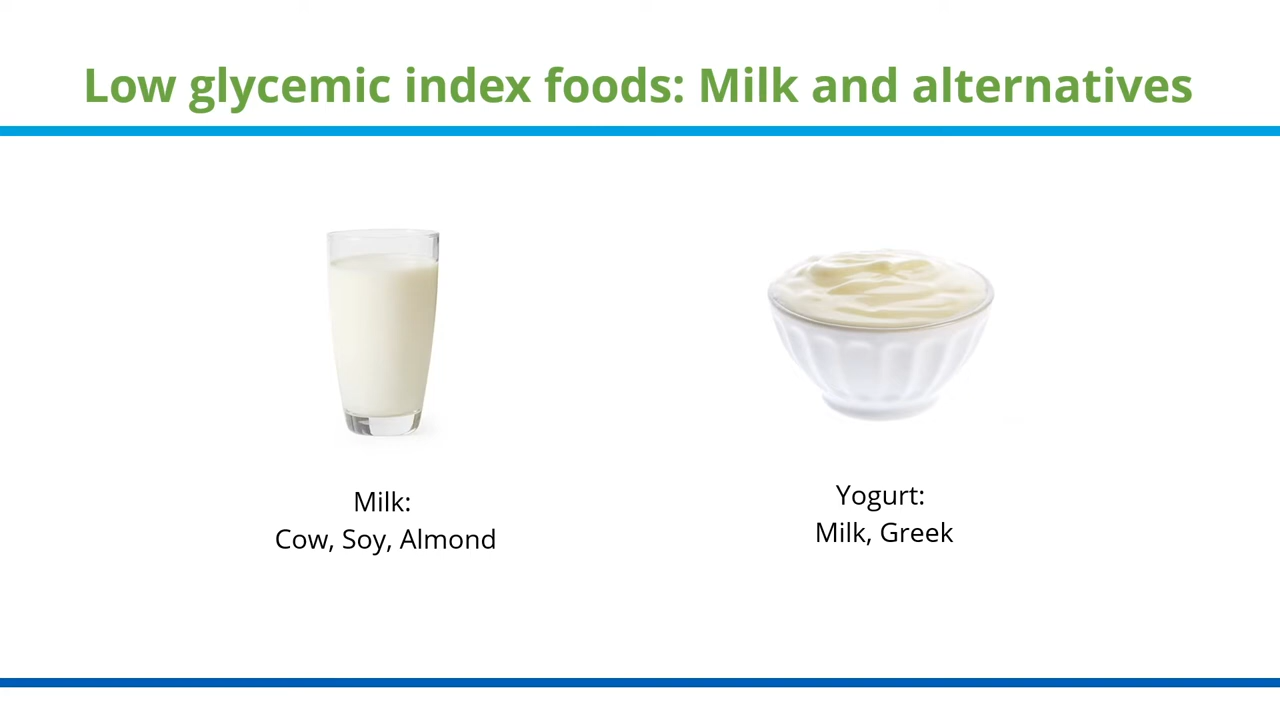 Low glycemic index foods: Milk and alternatives
Milk:
Cow, Soy, Almond
Yogurt:
Milk, Greek